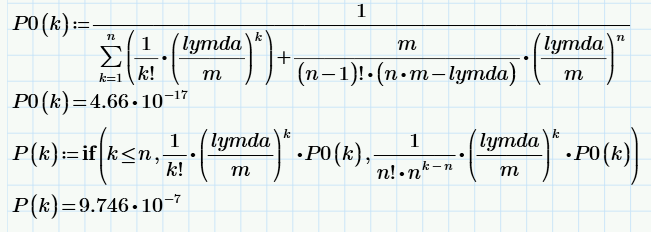 P0(k):=1/(∑_{k=1}^{n}(1/k!⋅(lymda/m)^k)+m/((n−1)!⋅(n⋅m−lymda))⋅(lymda/m)^n)
P0(k)=4.66⋅10^{−17}
P(k):=if(k≤n,1/k!⋅(lymda/m)^k⋅P0(k),1/(n!⋅n^{k−n})⋅(lymda/m)^k⋅P0(k))
P(k)=9.746⋅10^{−7}